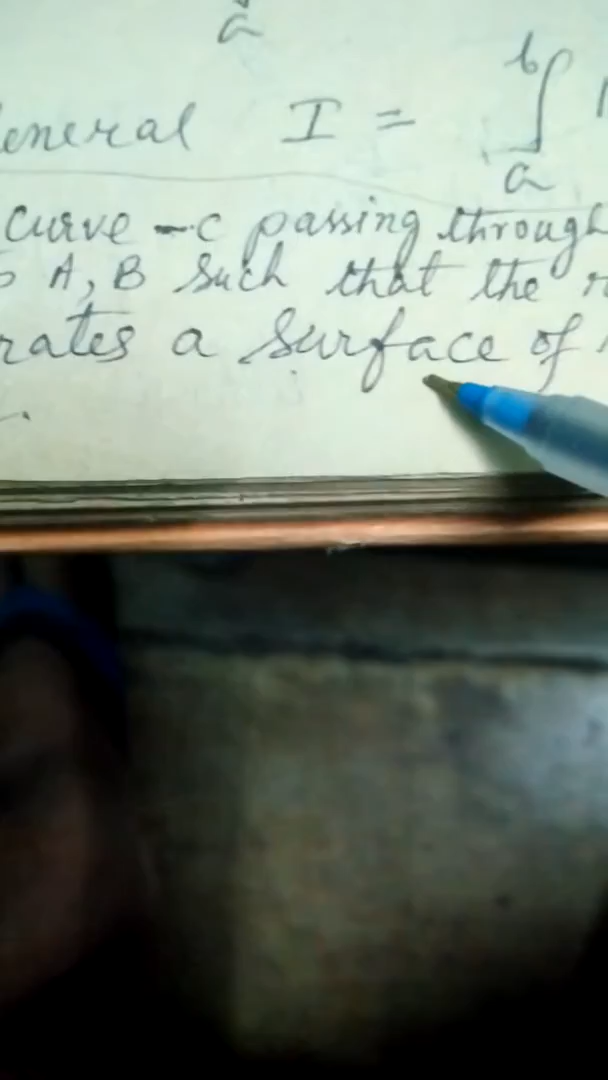 a
eneral I = ∫
b
a
curve - c passing through
A, B such that the
rates a surface of